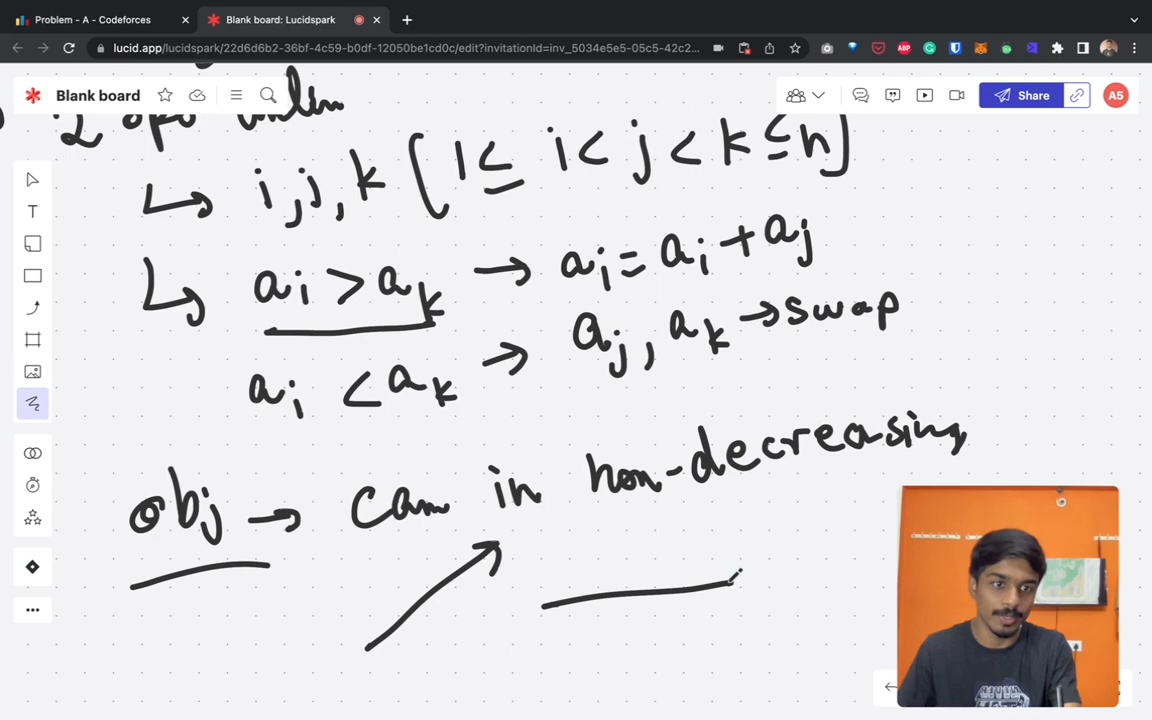 Problem - A - Codeforces
Blank board: Lucidspark
lucid.app/lucidspark/22d6d6b2-36bf-4c59-b0df-12050be1cd0c/edit?invitationId=inv_5034e5e5-05c5-42c2...
Blank board
Share
A5
i, j, k [1 ≤ i < j < k ≤ n]
ai > ak → ai = ai + aj
ai < ak → aj, ak → swap
obj → can in non-decreasing